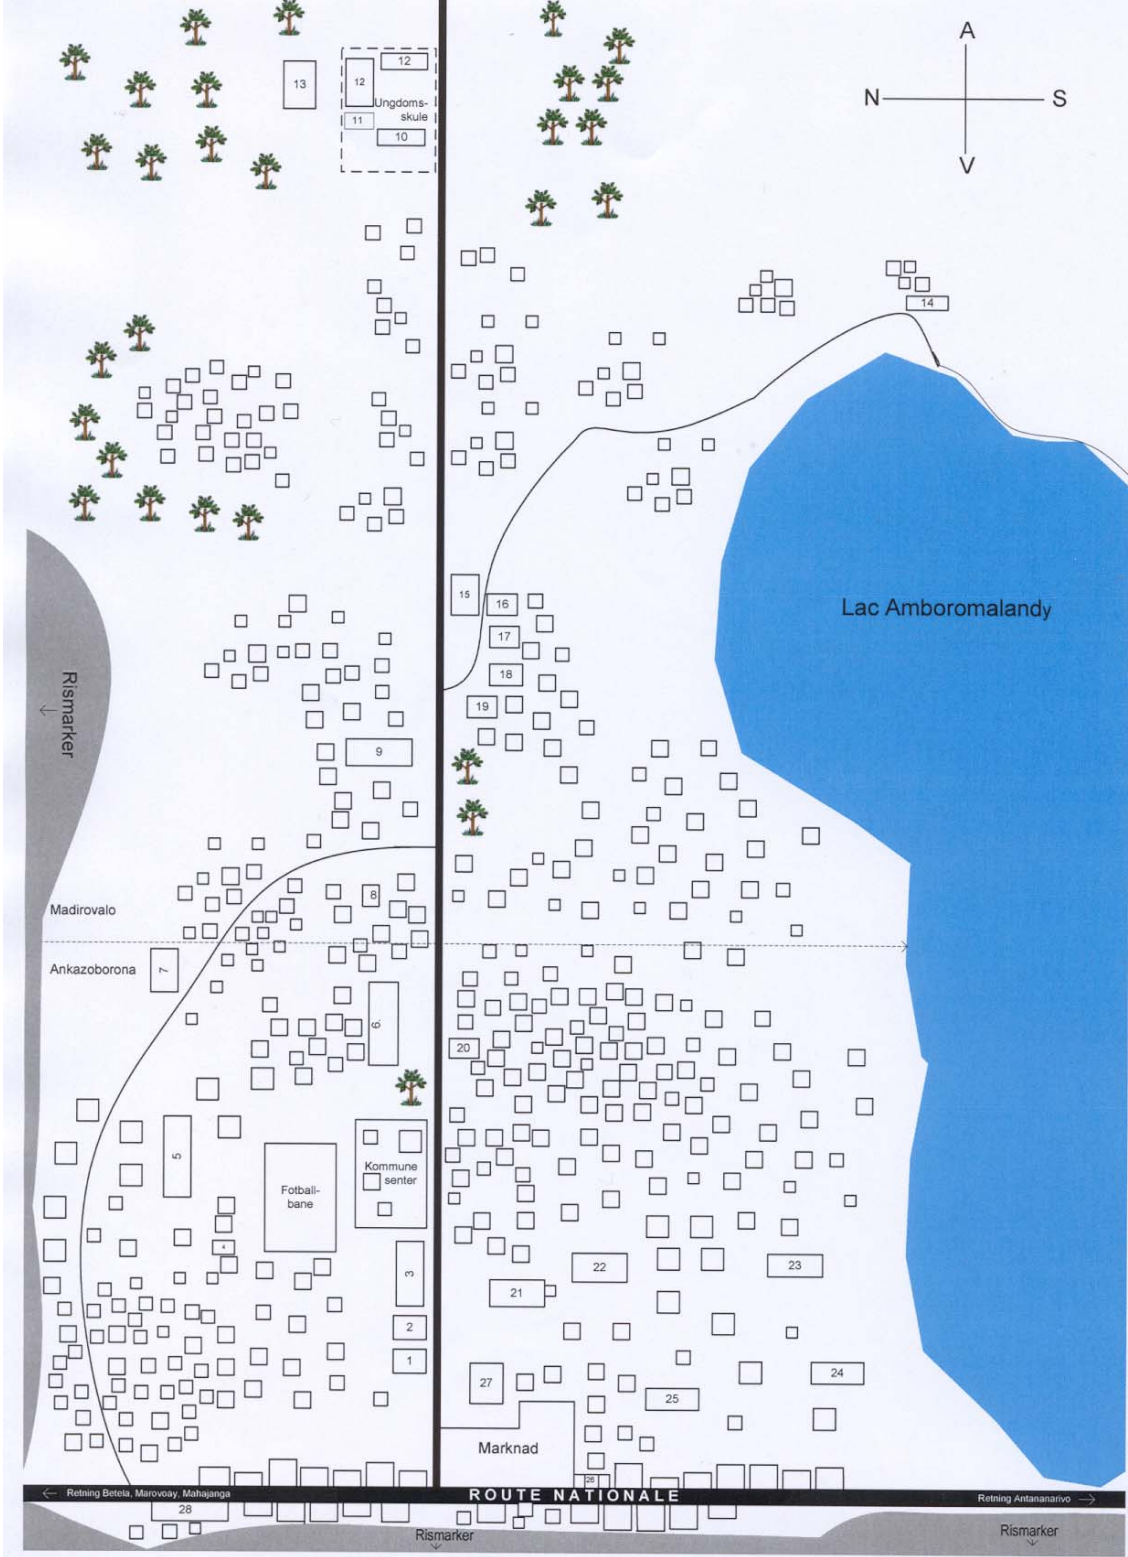 A
N
S
V
12
12
13
Ungdoms-
skule
11
10
14
15
16
17
18
19
Lac Amboromalandy
Rismarker
9
8
Madirovalo
Ankazoborona
7
6.
20
5
Kommune
senter
Fotball-
bane
3
2
1
21
22
23
24
25
27
Marknad
26
Retning Betela, Marovoay, Mahajanga
ROUTE NATIONALE
Retning Antananarivo
28
Rismarker
Rismarker